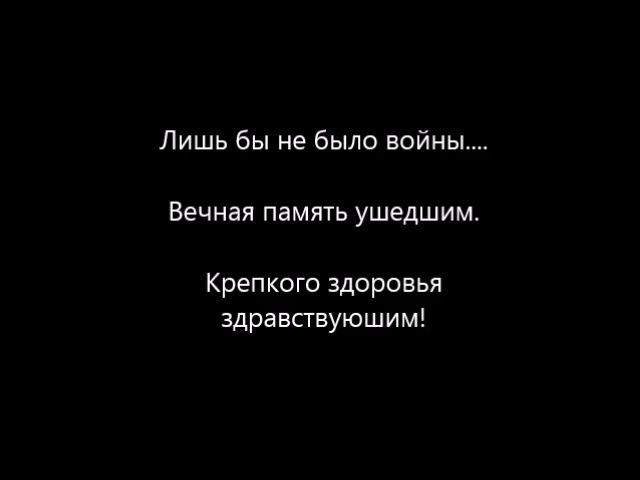 Лишь бы не было войны....
Вечная память ушедшим.
Крепкого здоровья
здравствуюшим!